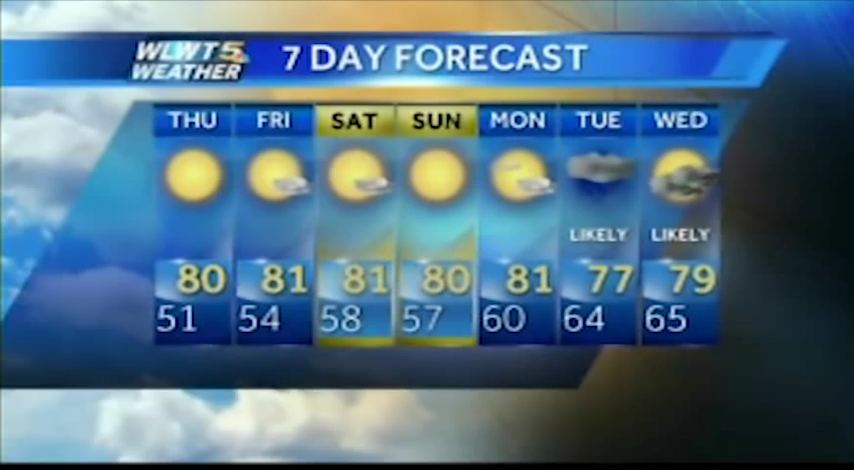 WLWT 5
WEATHER
7 DAY FORECAST
THU FRI SAT SUN MON TUE WED
LIKELY LIKELY
80 81 81 80 81 77 79
51 54 58 57 60 64 65